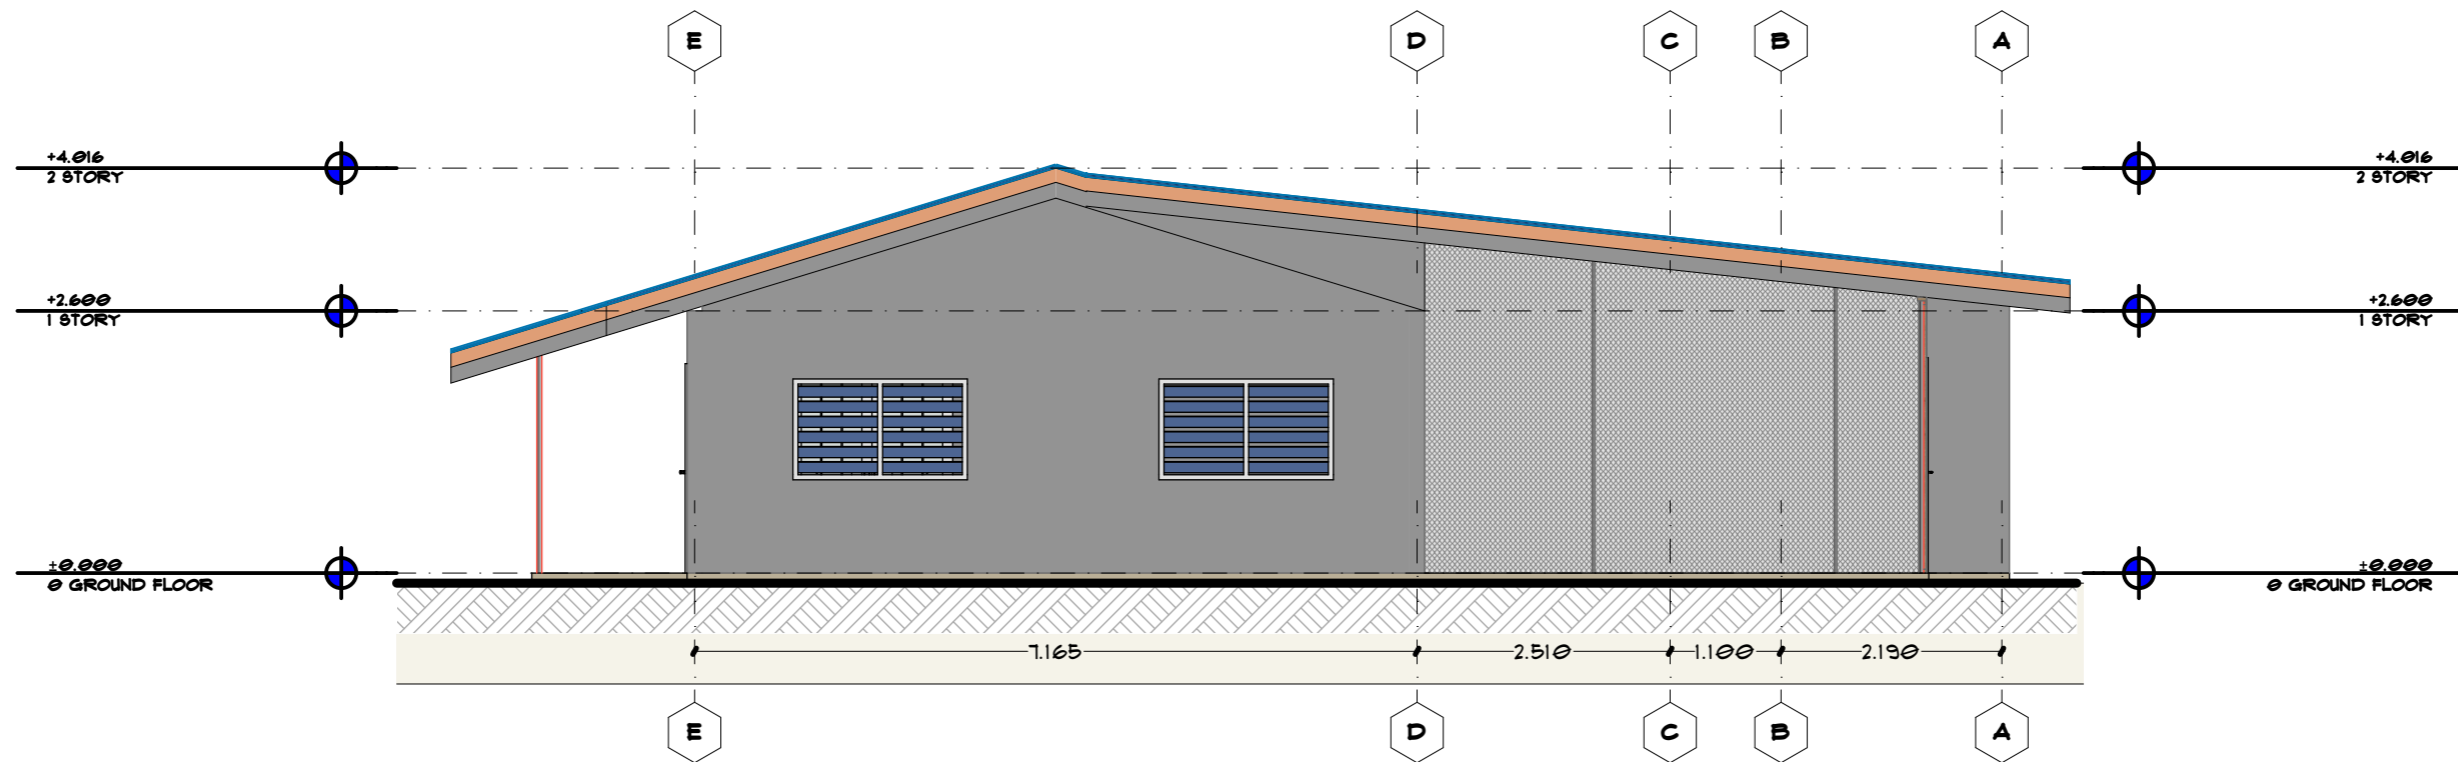 E D C B A
+4.016 +4.016
2 STORY 2 STORY
+2.600 +2.600
1 STORY 1 STORY
±0.000 ±0.000
0 GROUND FLOOR 0 GROUND FLOOR
7.165 2.510 1.100 2.190
E D C B A